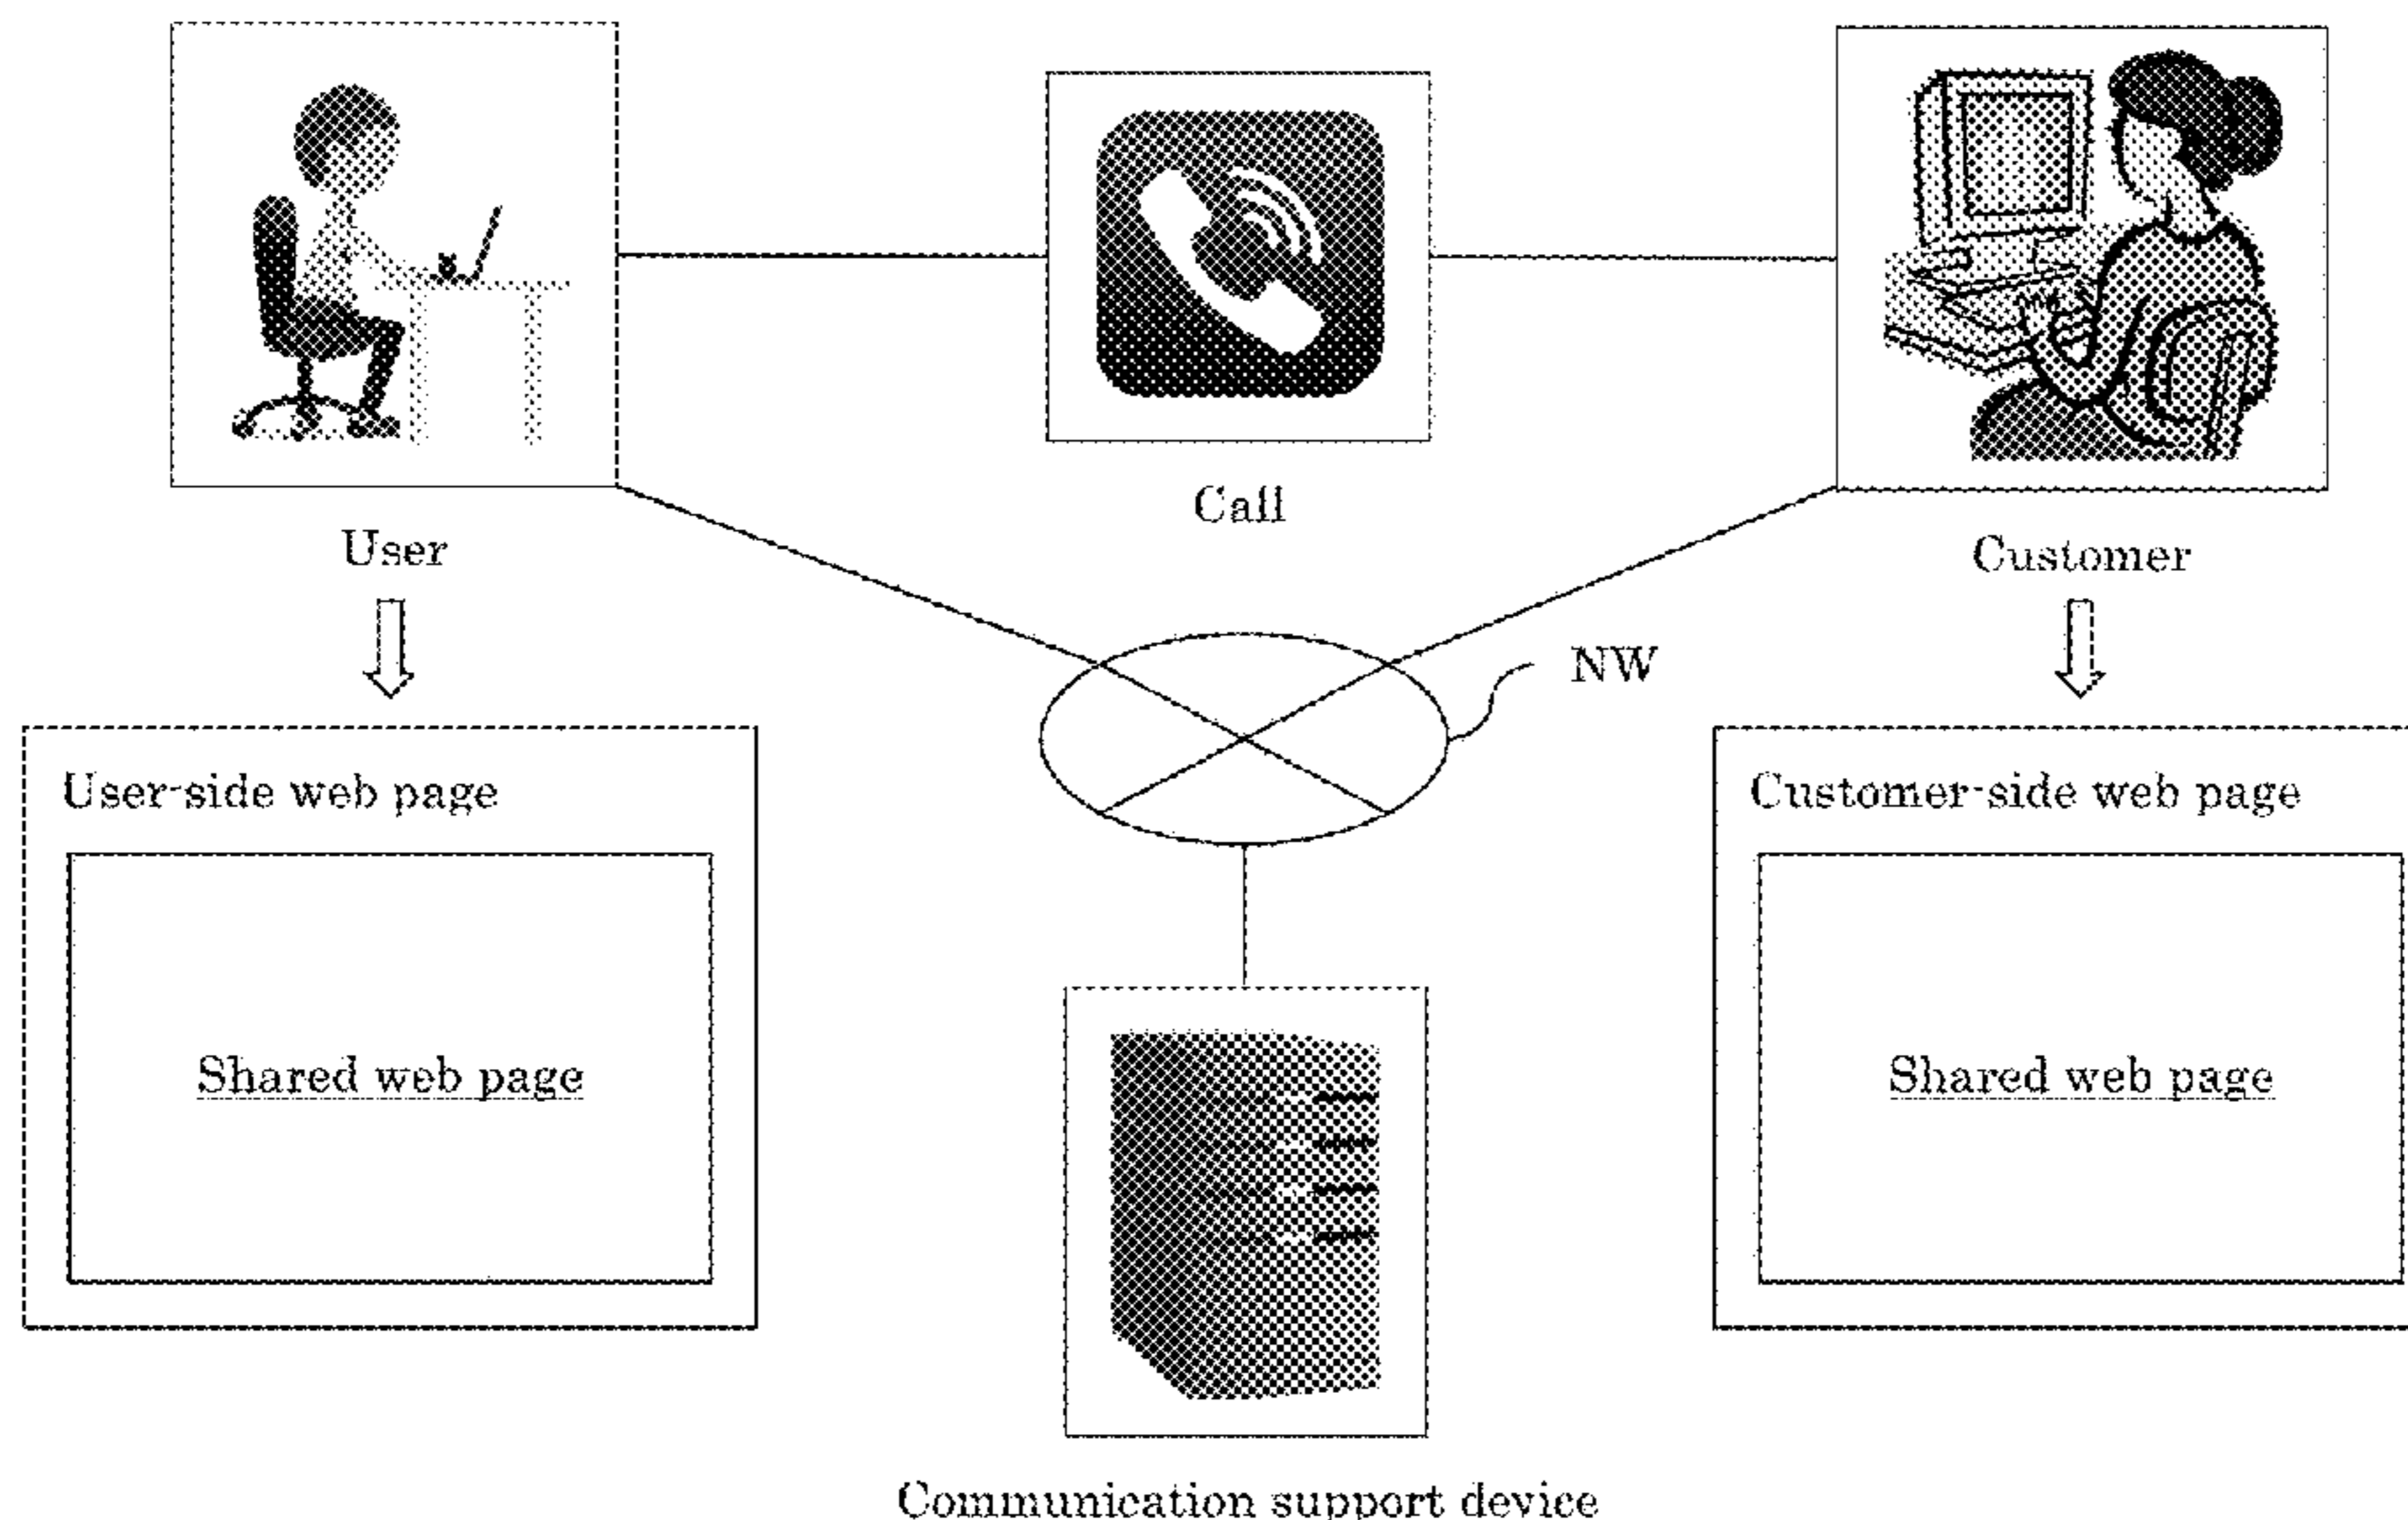 Call
User
Customer
NW
User-side web page
Customer-side web page
Shared web page
Shared web page
Communication support device